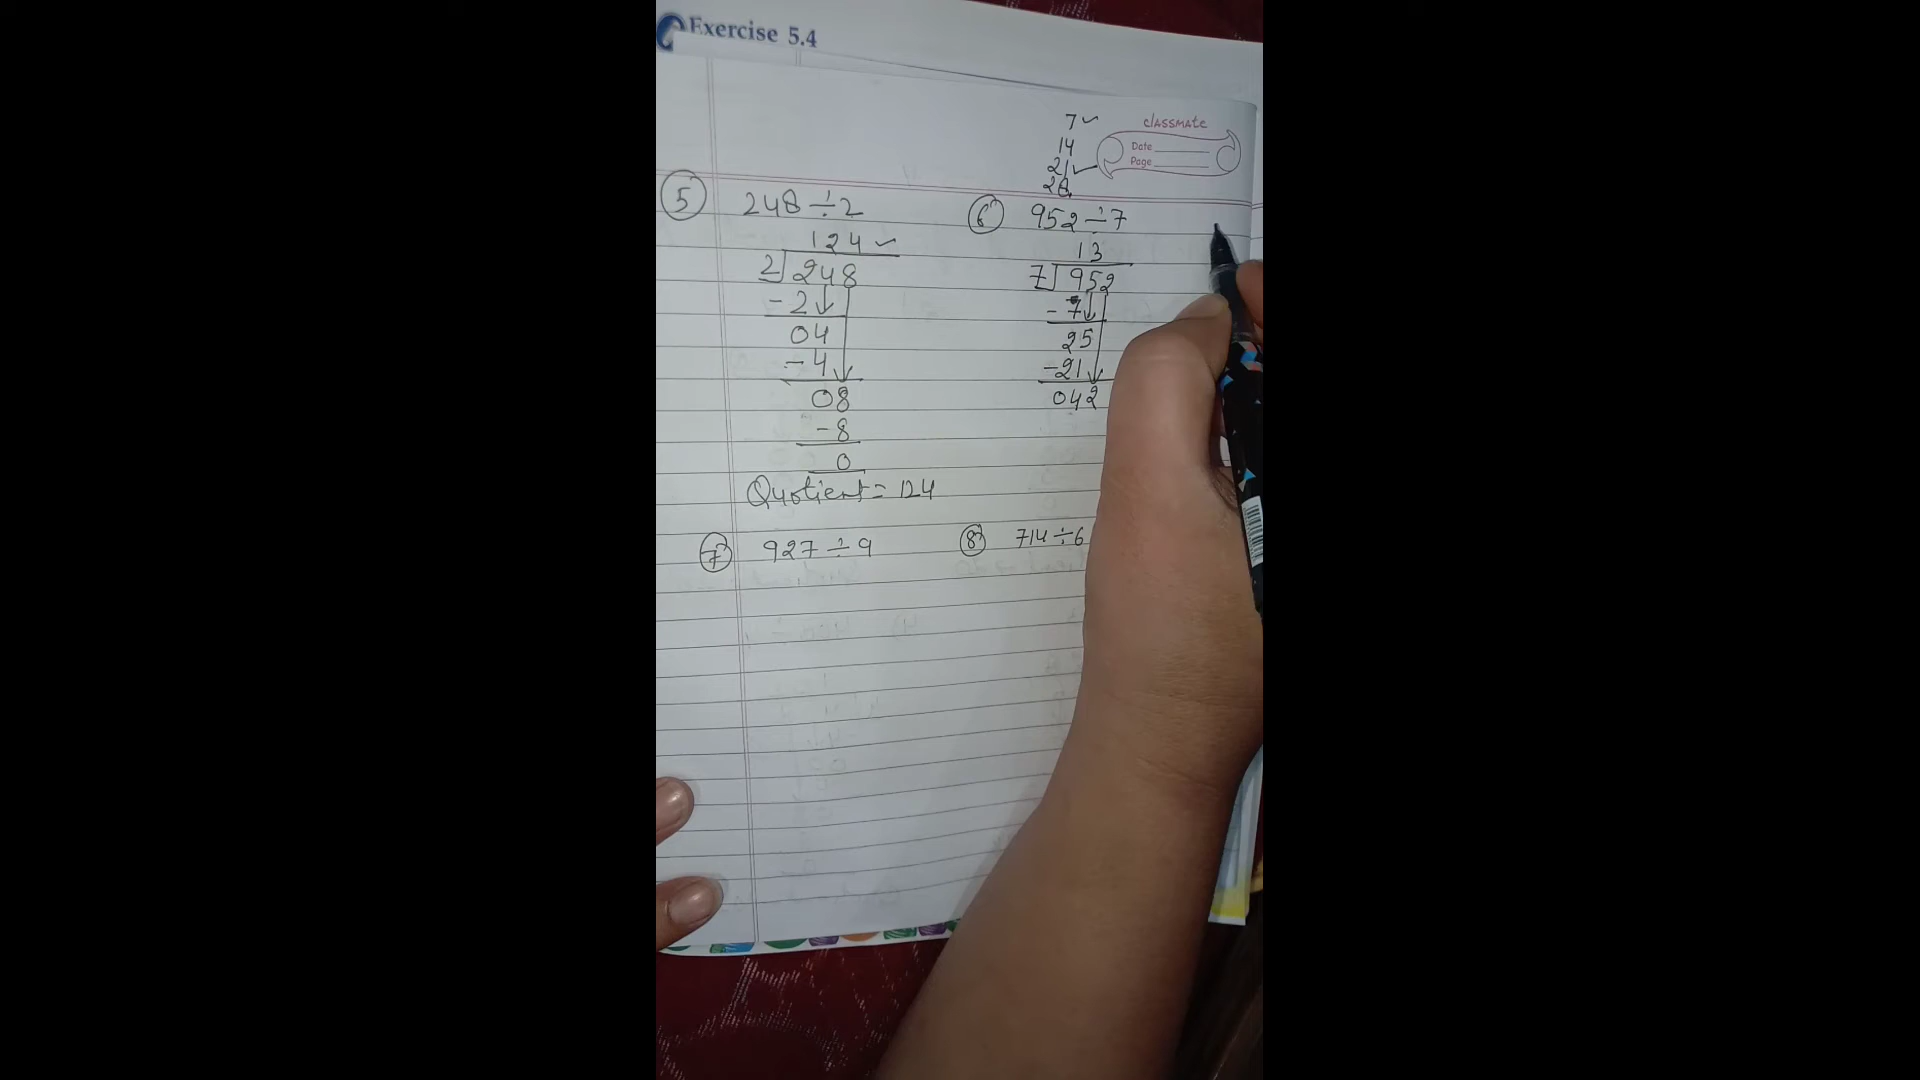 Exercise 5.4
classmate
Date
Page
7 ✓
14
21 ✓
28
5 248 ÷ 2
124 ✓
2 248
- 2
04
- 4
08
- 8
0
Quotient = 124
6 952 ÷ 7
13
7 952
- 7
25
- 21
042
7 927 ÷ 9
8 714 ÷ 6